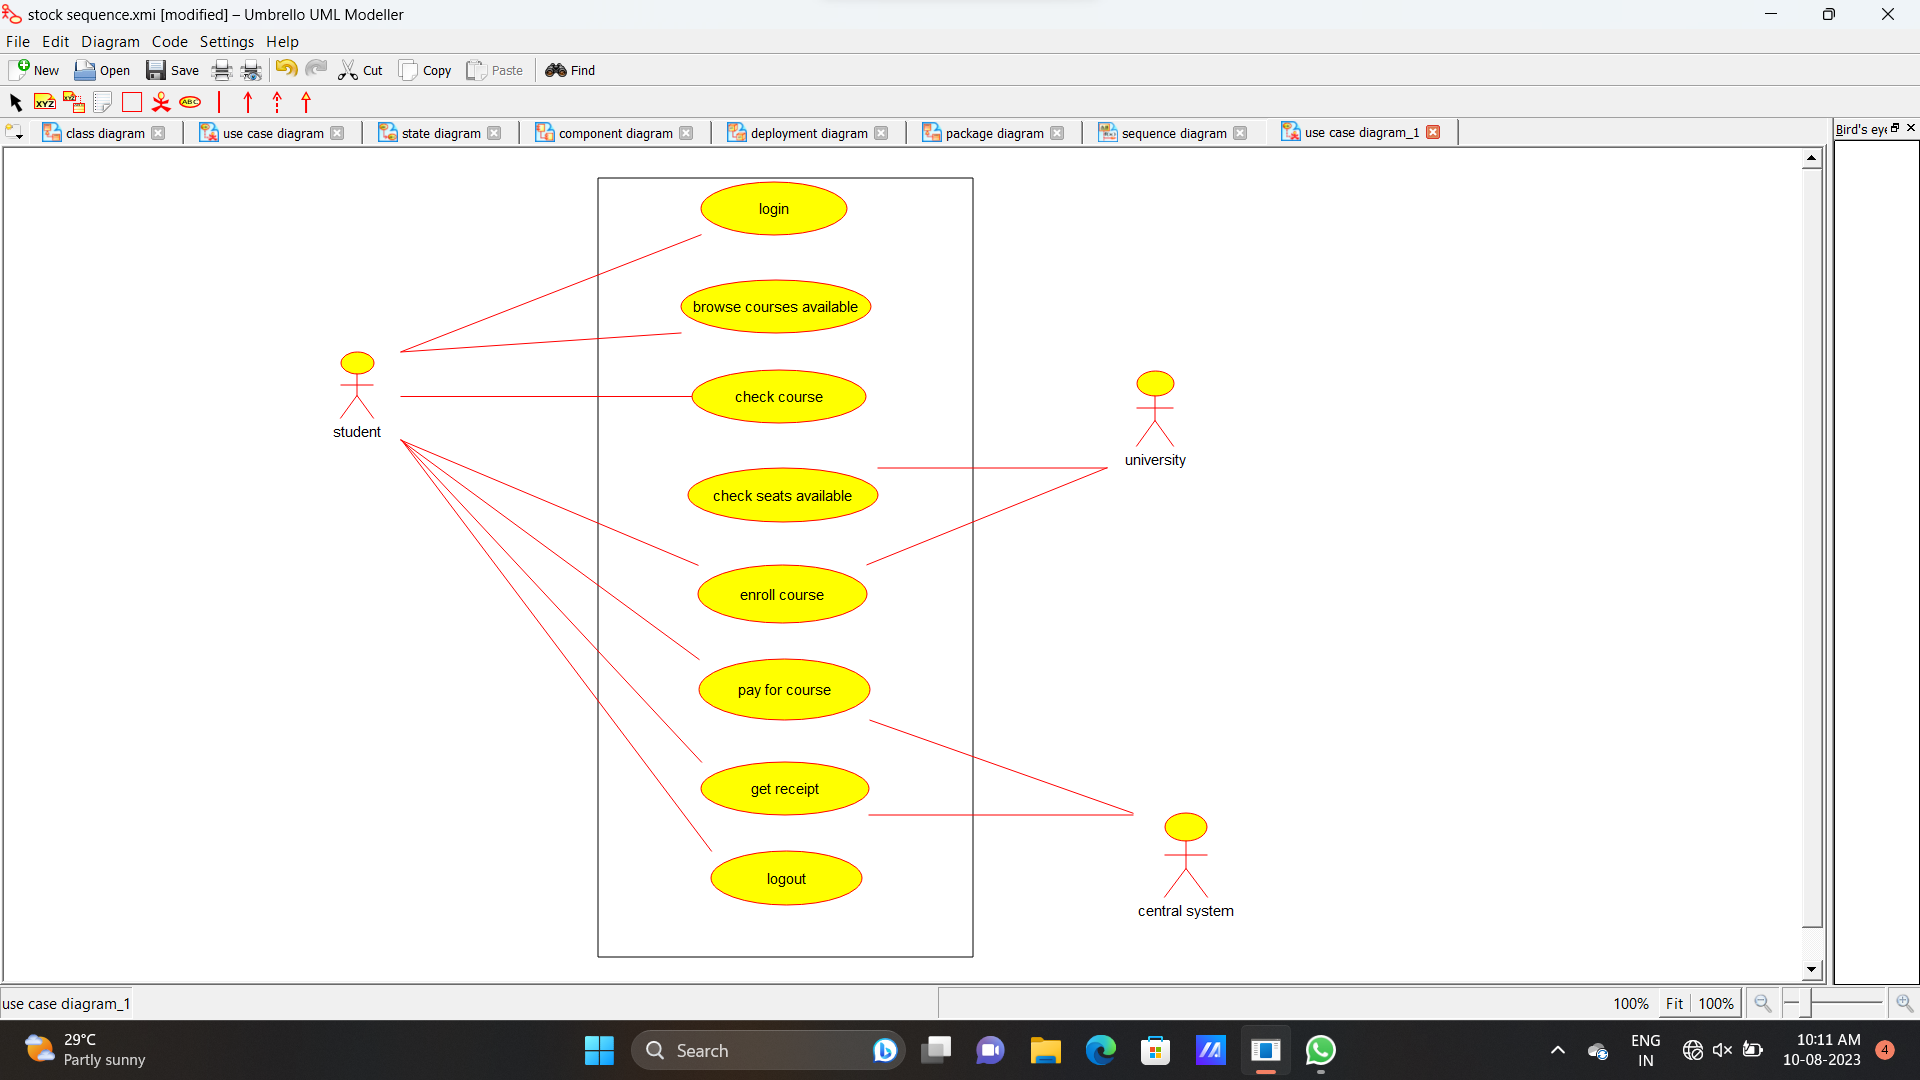 stock sequence.xmi [modified] – Umbrello UML Modeller
File Edit Diagram Code Settings Help
New Open Save Cut Copy Paste Find
XYZ XYZ ABC
class diagram use case diagram state diagram component diagram deployment diagram package diagram sequence diagram use case diagram_1
Bird's eye
login
browse courses available
check course
student
university
check seats available
enroll course
pay for course
get receipt
logout
central system
use case diagram_1
100% Fit 100%
29°C
Partly sunny
Search
ENG
IN
10:11 AM
10-08-2023
4